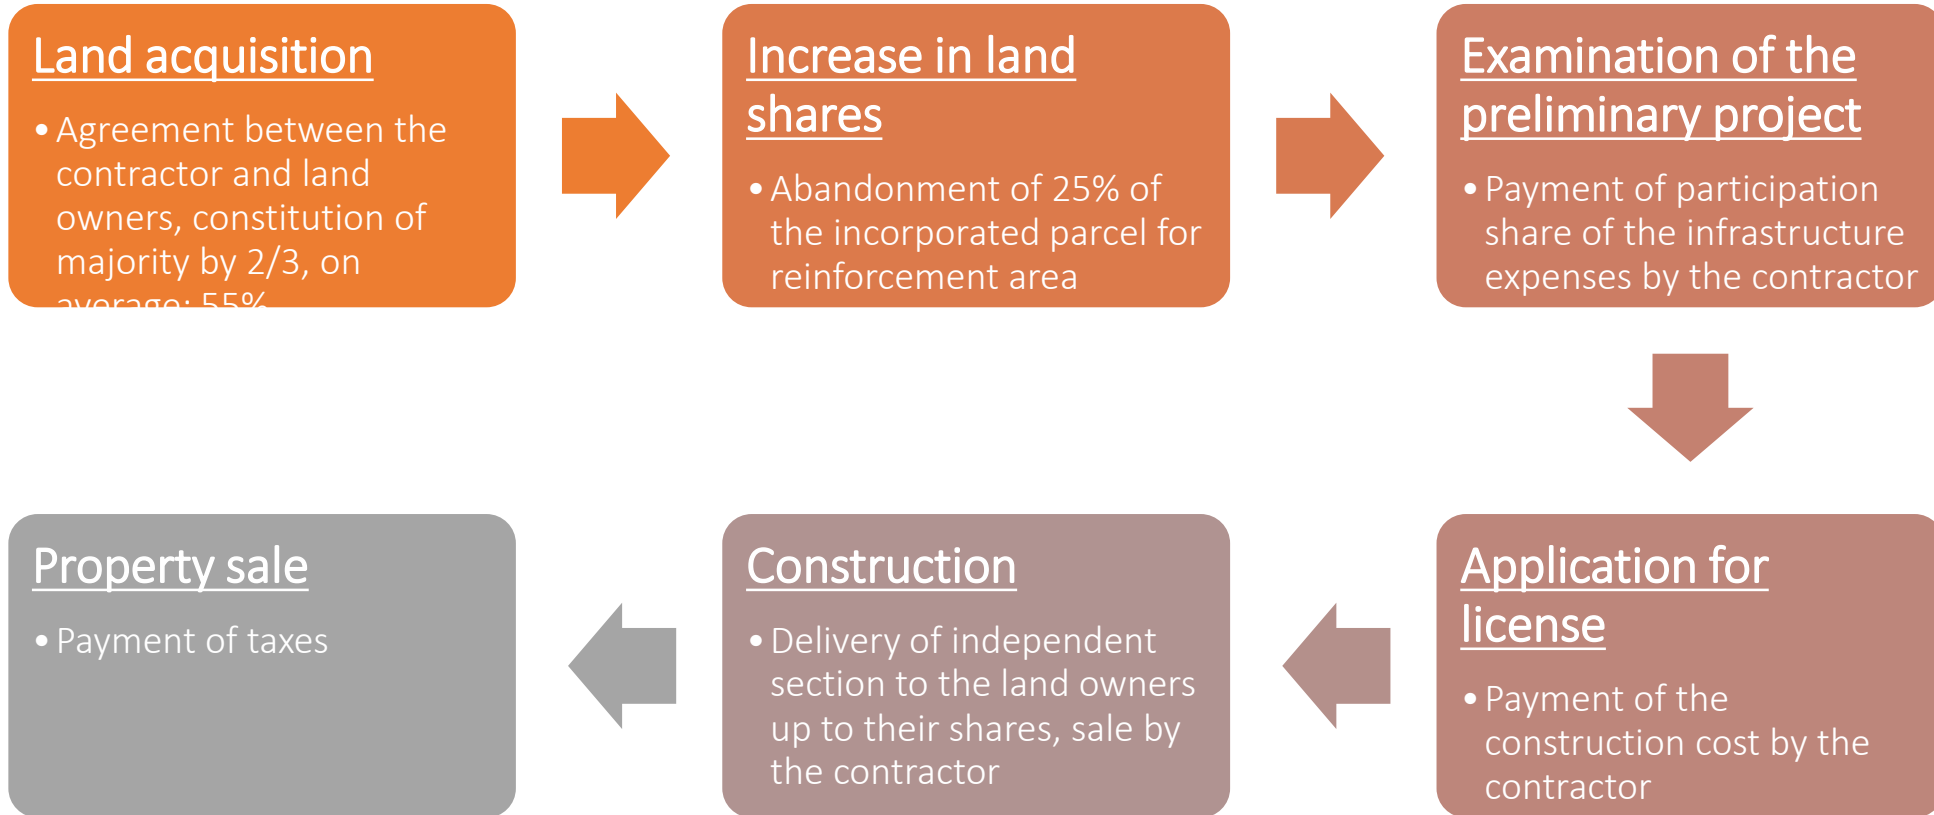 Land acquisition
• Agreement between the
contractor and land
owners, constitution of
majority by 2/3, on
average: 55%
Increase in land
shares
• Abandonment of 25% of
the incorporated parcel for
reinforcement area
Examination of the
preliminary project
• Payment of participation
share of the infrastructure
expenses by the contractor
Application for
license
• Payment of the
construction cost by the
contractor
Construction
• Delivery of independent
section to the land owners
up to their shares, sale by
the contractor
Property sale
• Payment of taxes